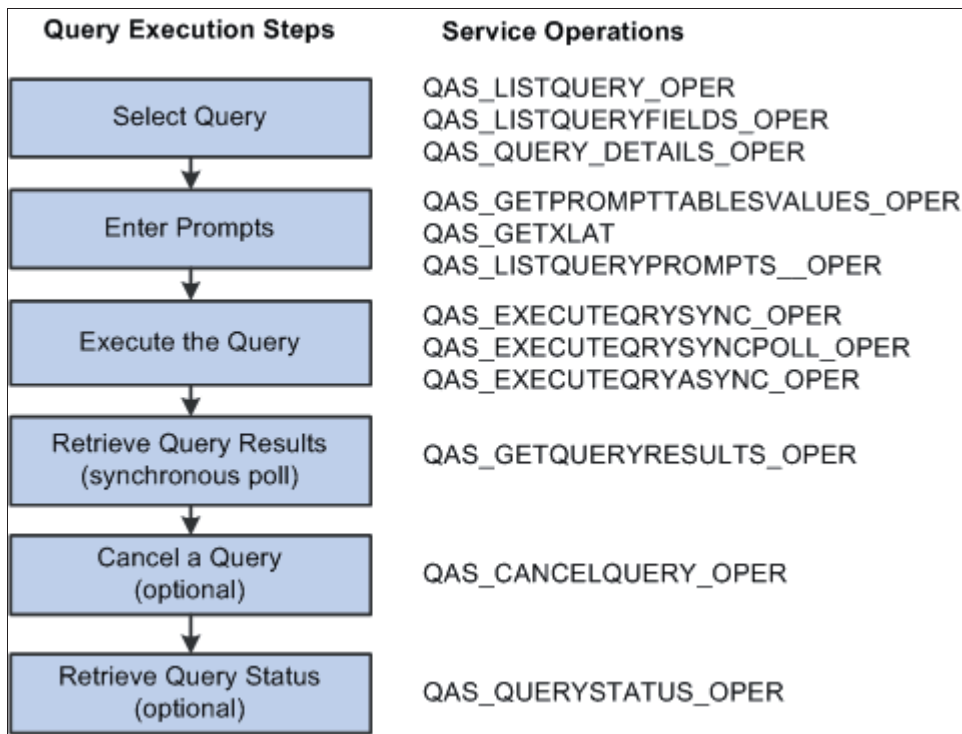 Query Execution Steps
Service Operations
Select Query
QAS_LISTQUERY_OPER
QAS_LISTQUERYFIELDS_OPER
QAS_QUERY_DETAILS_OPER
Enter Prompts
QAS_GETPROMPTTABLESVALUES_OPER
QAS_GETXLAT
QAS_LISTQUERYPROMPTS__OPER
Execute the Query
QAS_EXECUTEQRYSYNC_OPER
QAS_EXECUTEQRYSYNCPOLL_OPER
QAS_EXECUTEQRYASYNC_OPER
Retrieve Query Results
(synchronous poll)
QAS_GETQUERYRESULTS_OPER
Cancel a Query
(optional)
QAS_CANCELQUERY_OPER
Retrieve Query Status
(optional)
QAS_QUERYSTATUS_OPER